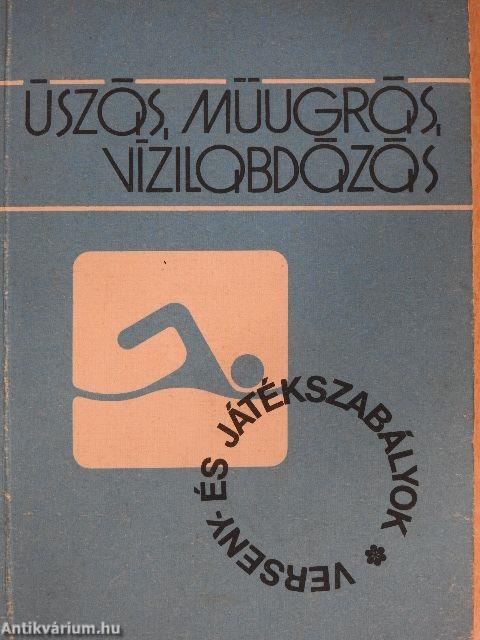 ÚSZÁS, MŰUGRÁS,
VÍZILABDÁZÁS
VERSENY- ÉS JÁTÉKSZABÁLYOK *
Antikvárium.hu